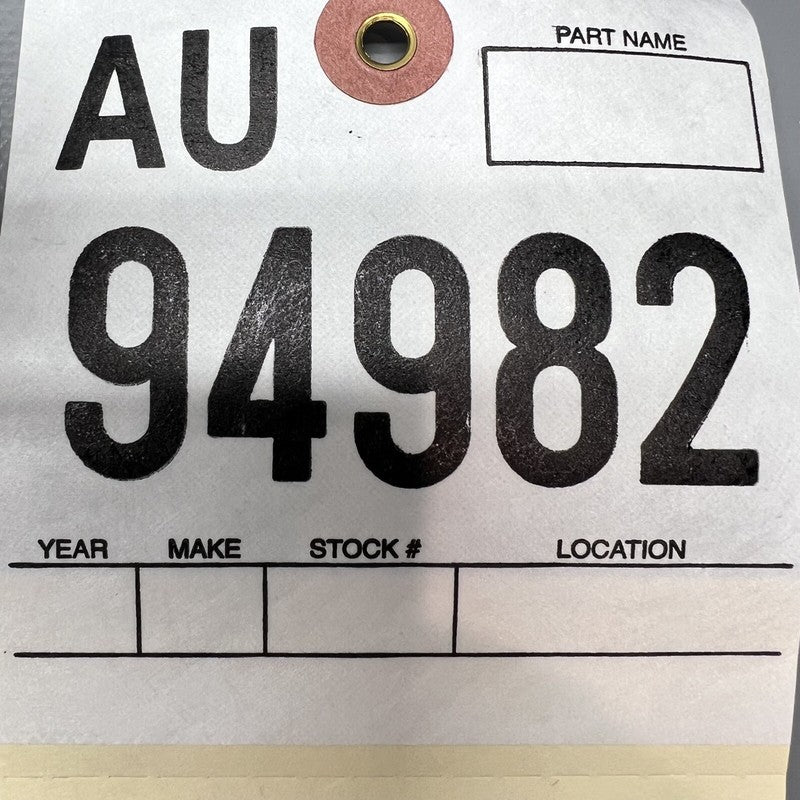 AU
PART NAME
94982
YEAR MAKE STOCK # LOCATION